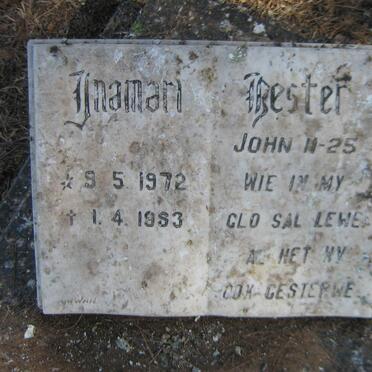 Inamari Hester
☆ 9.5.1972
† 1.4.1983
JOHN 11-25
WIE IN MY
GLO SAL LEWE
AL HET HY
OOK GESTERWE